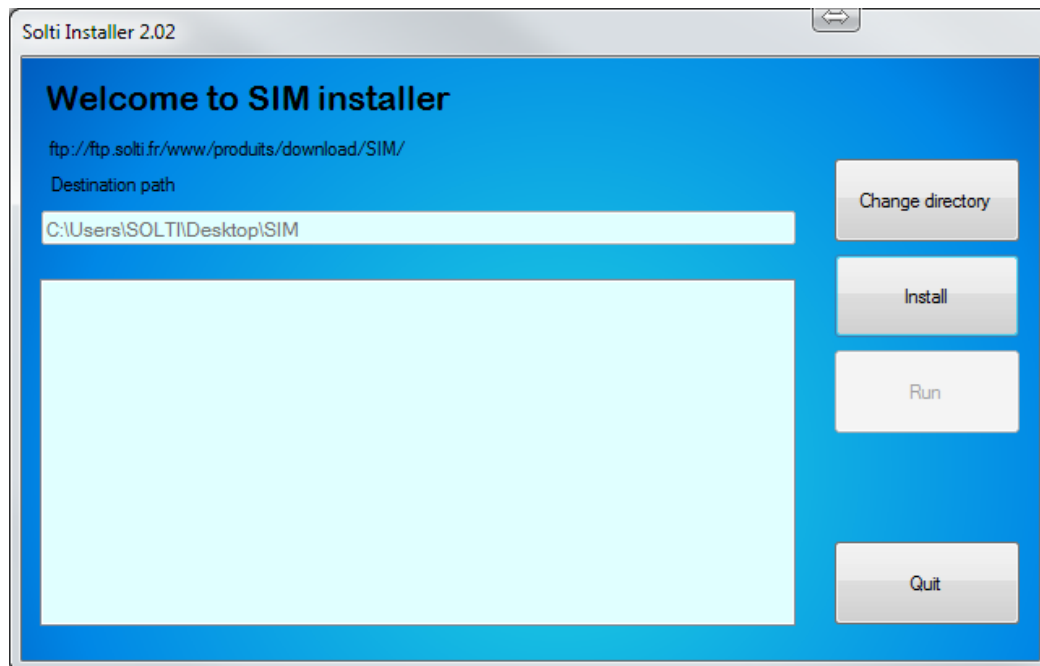 Solti Installer 2.02
Welcome to SIM installer
ftp://ftp.solti.fr/www/produits/download/SIM/
Destination path
C:\Users\SOLTI\Desktop\SIM
Change directory
Install
Run
Quit